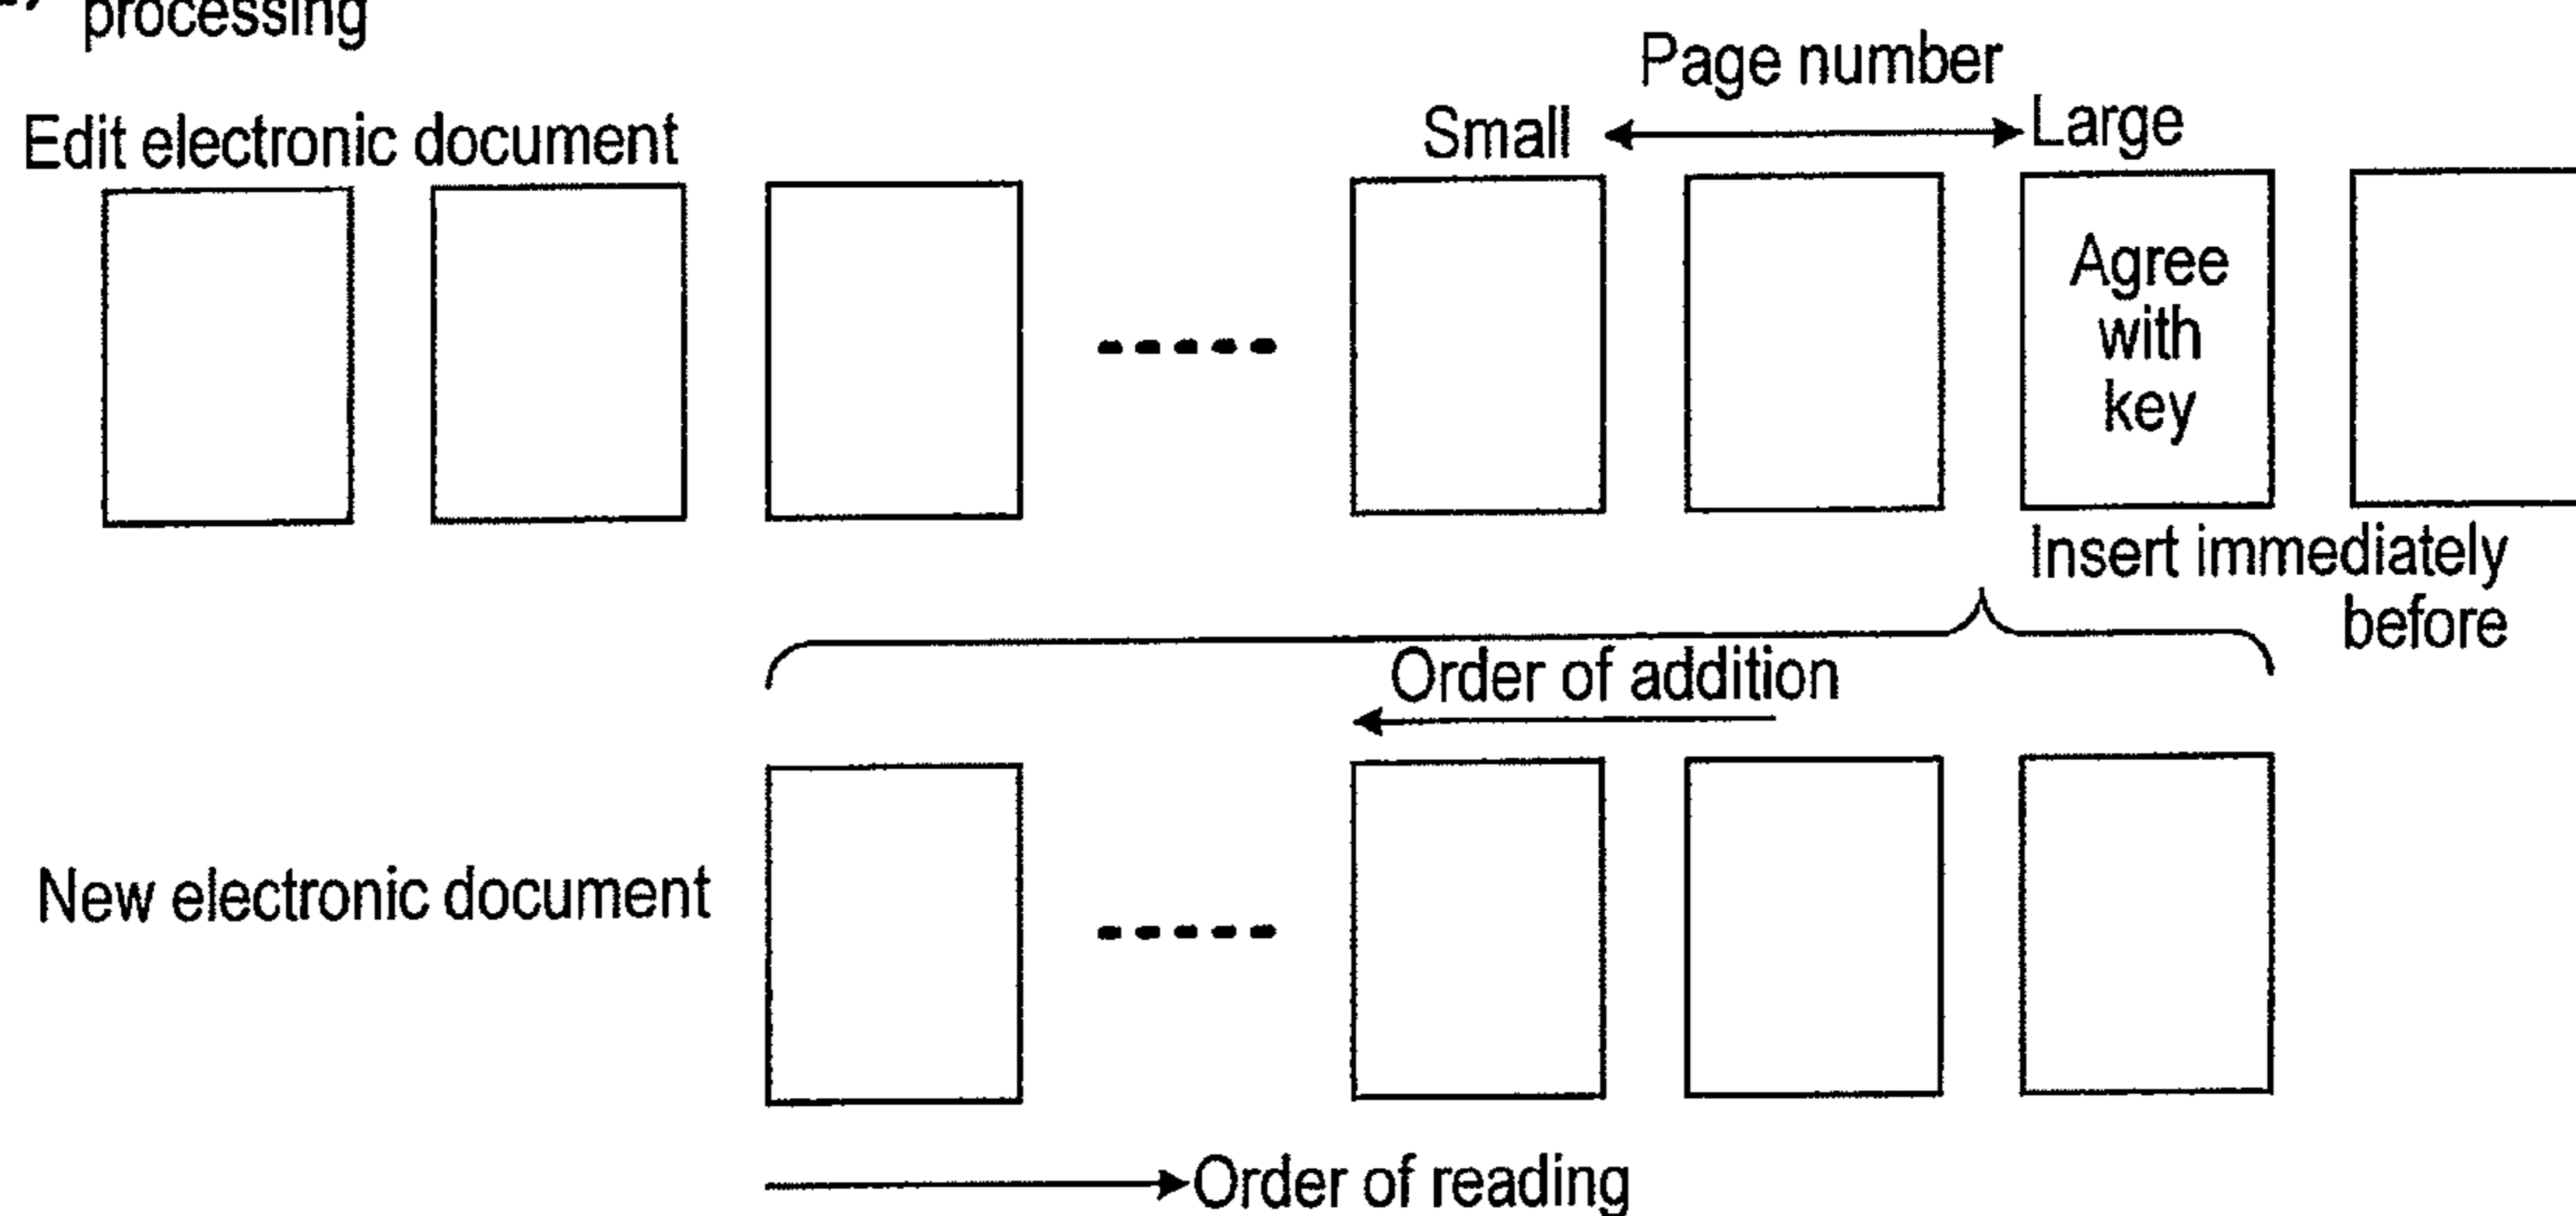 processing
Page number
Small
Large
Edit electronic document
Agree
with
key
Insert immediately
before
Order of addition
New electronic document
Order of reading